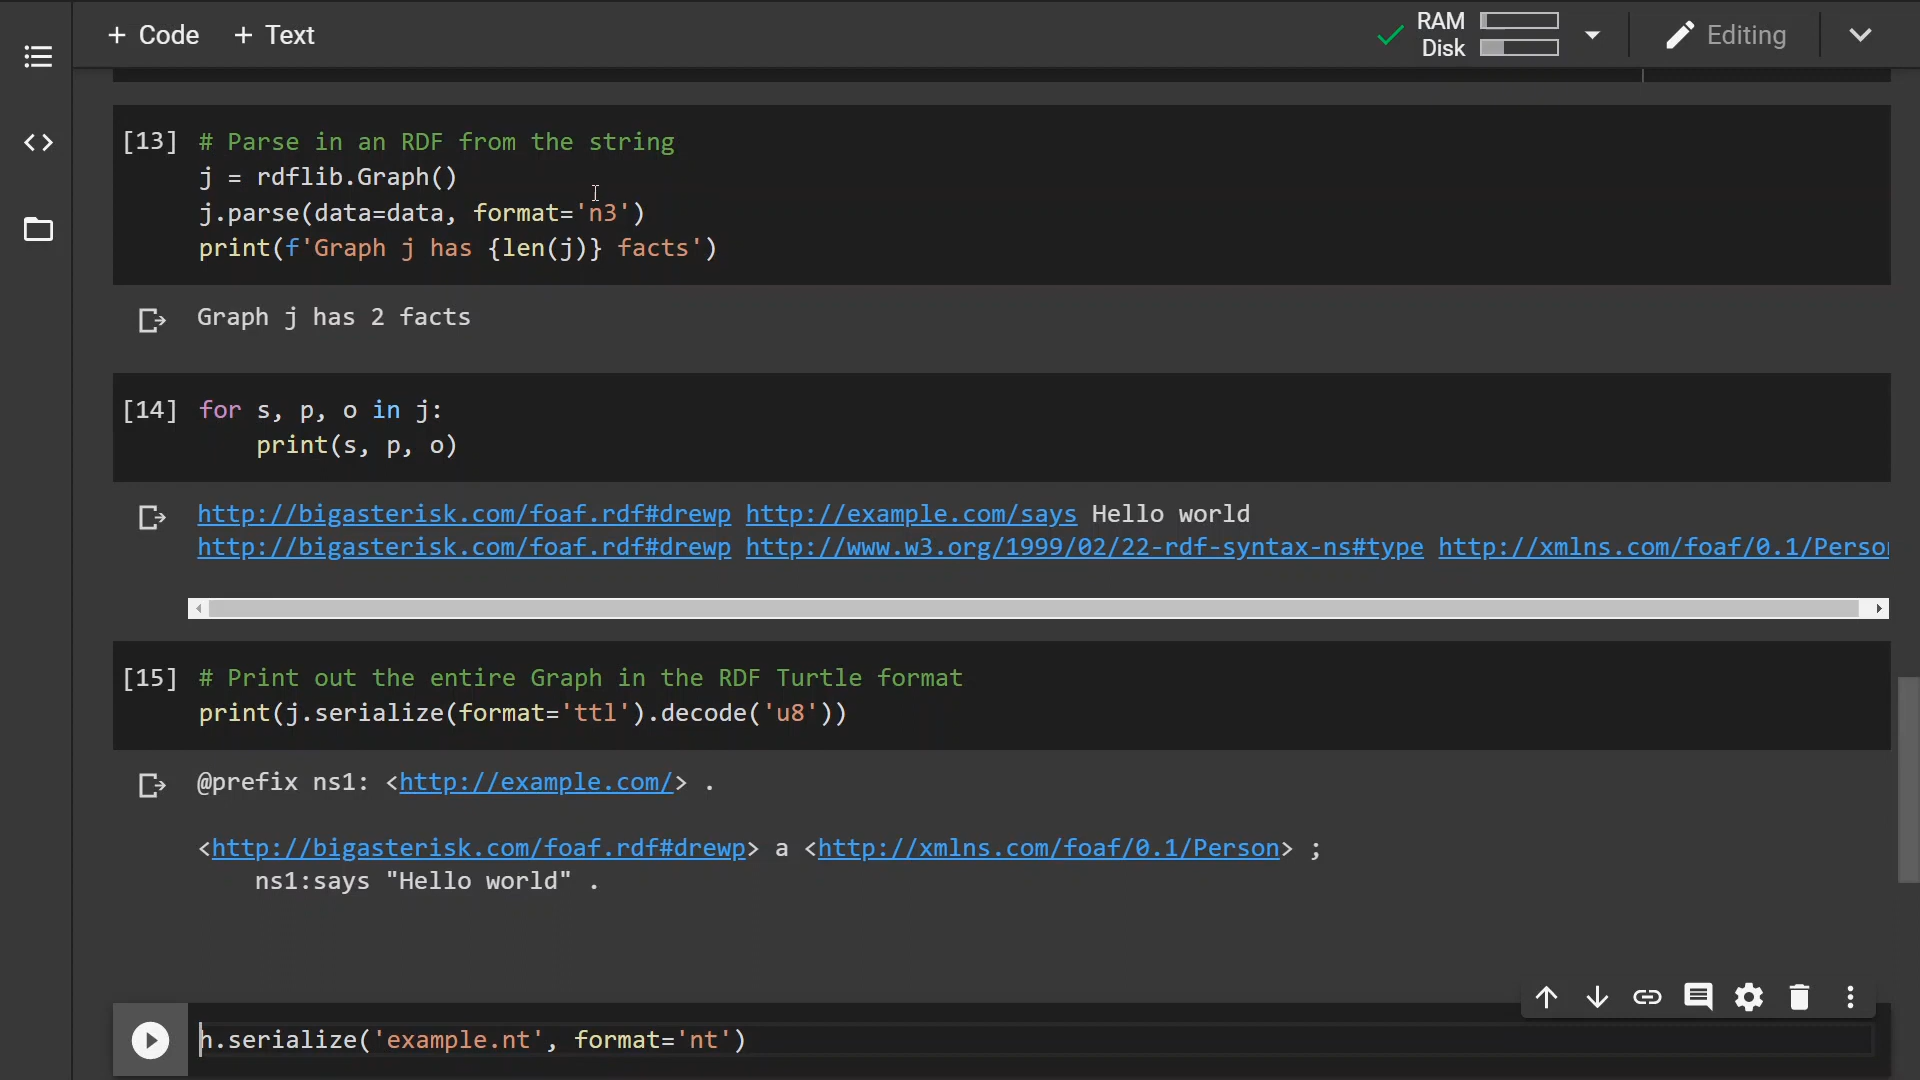 + Code + Text
RAM
Disk
Editing
[13] # Parse in an RDF from the string
j = rdflib.Graph()
j.parse(data=data, format='n3')
print(f'Graph j has {len(j)} facts')
Graph j has 2 facts
[14] for s, p, o in j:
print(s, p, o)
http://bigasterisk.com/foaf.rdf#drewp http://example.com/says Hello world
http://bigasterisk.com/foaf.rdf#drewp http://www.w3.org/1999/02/22-rdf-syntax-ns#type http://xmlns.com/foaf/0.1/Perso
[15] # Print out the entire Graph in the RDF Turtle format
print(j.serialize(format='ttl').decode('u8'))
@prefix ns1: <http://example.com/> .
<http://bigasterisk.com/foaf.rdf#drewp> a <http://xmlns.com/foaf/0.1/Person> ;
ns1:says "Hello world" .
h.serialize('example.nt', format='nt')